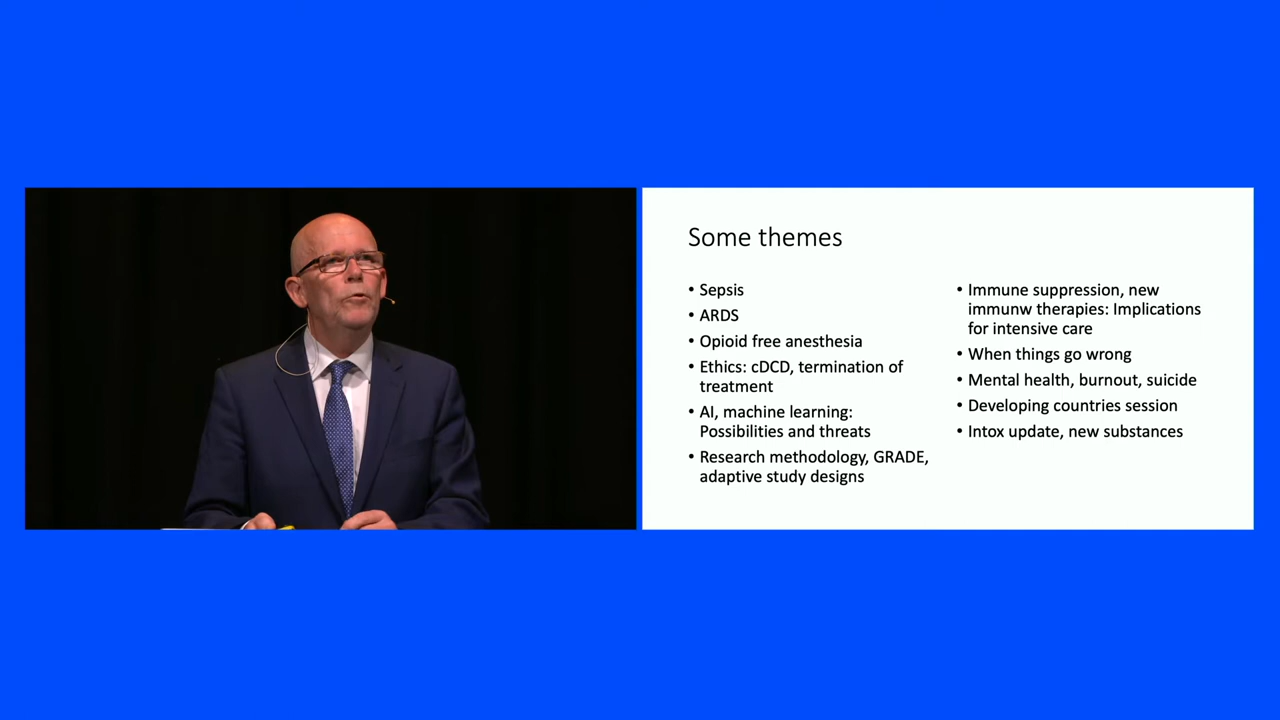 Some themes
• Sepsis
• ARDS
• Opioid free anesthesia
• Ethics: cDCD, termination of
treatment
• AI, machine learning:
Possibilities and threats
• Research methodology, GRADE,
adaptive study designs
• Immune suppression, new
immunw therapies: Implications
for intensive care
• When things go wrong
• Mental health, burnout, suicide
• Developing countries session
• Intox update, new substances